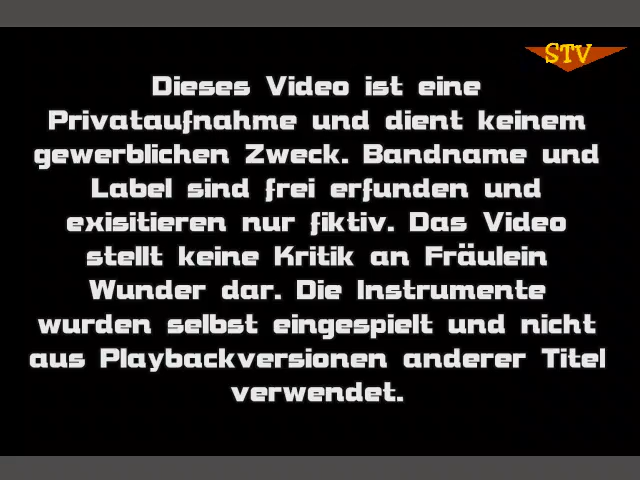 STV
Dieses Video ist eine
Privataufnahme und dient keinem
gewerblichen Zweck. Bandname und
Label sind frei erfunden und
exisitieren nur fiktiv. Das Video
stellt keine Kritik an Fräulein
Wunder dar. Die Instrumente
wurden selbst eingespielt und nicht
aus Playbackversionen anderer Titel
verwendet.